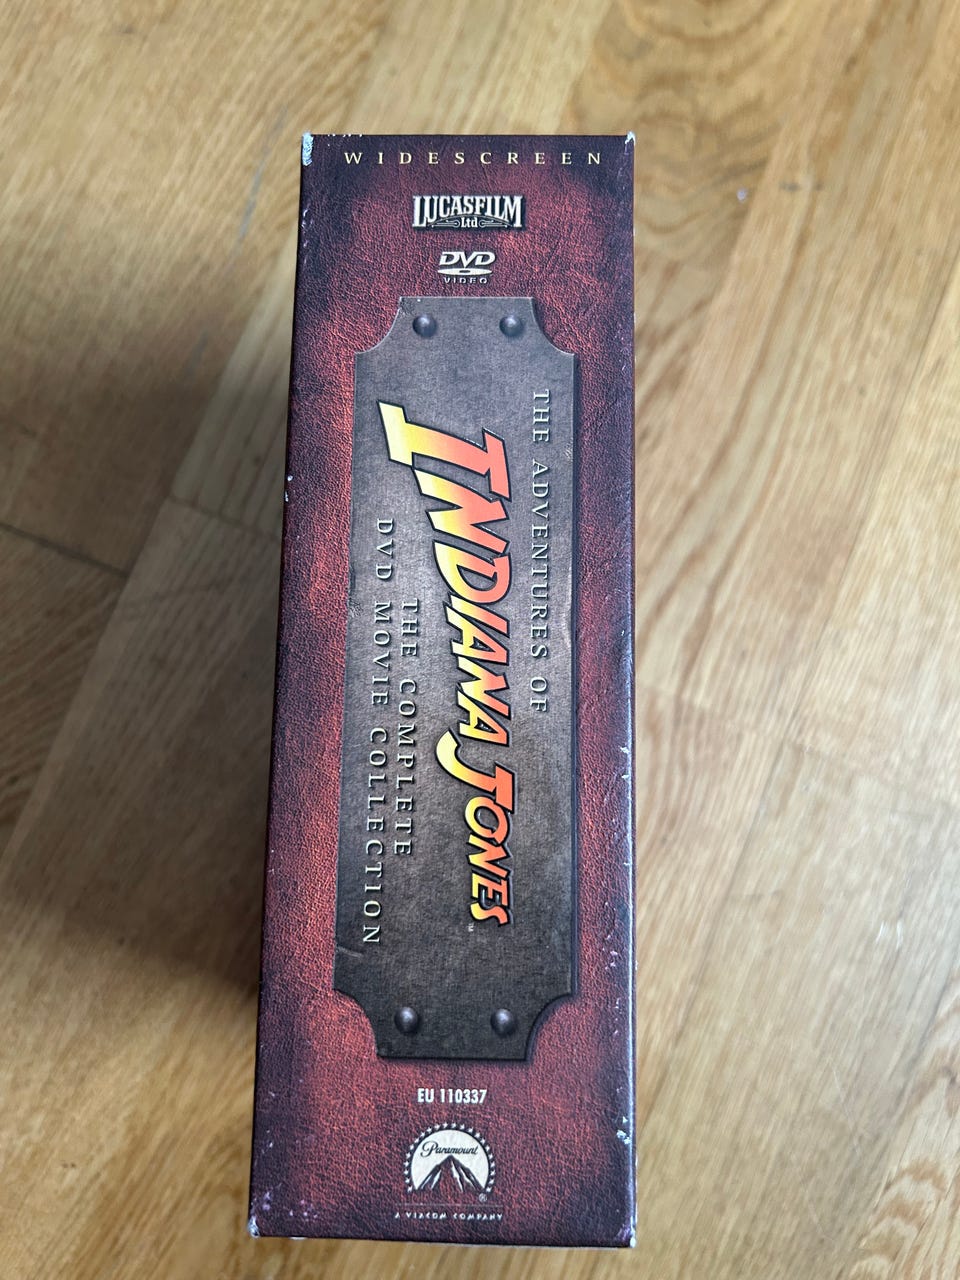 WIDESCREEN
LUCASFILM
Ltd
DVD
VIDEO
THE ADVENTURES OF
INDIANA JONES™
THE COMPLETE
DVD MOVIE COLLECTION
EU 110337
Paramount
®
A VIACOM COMPANY